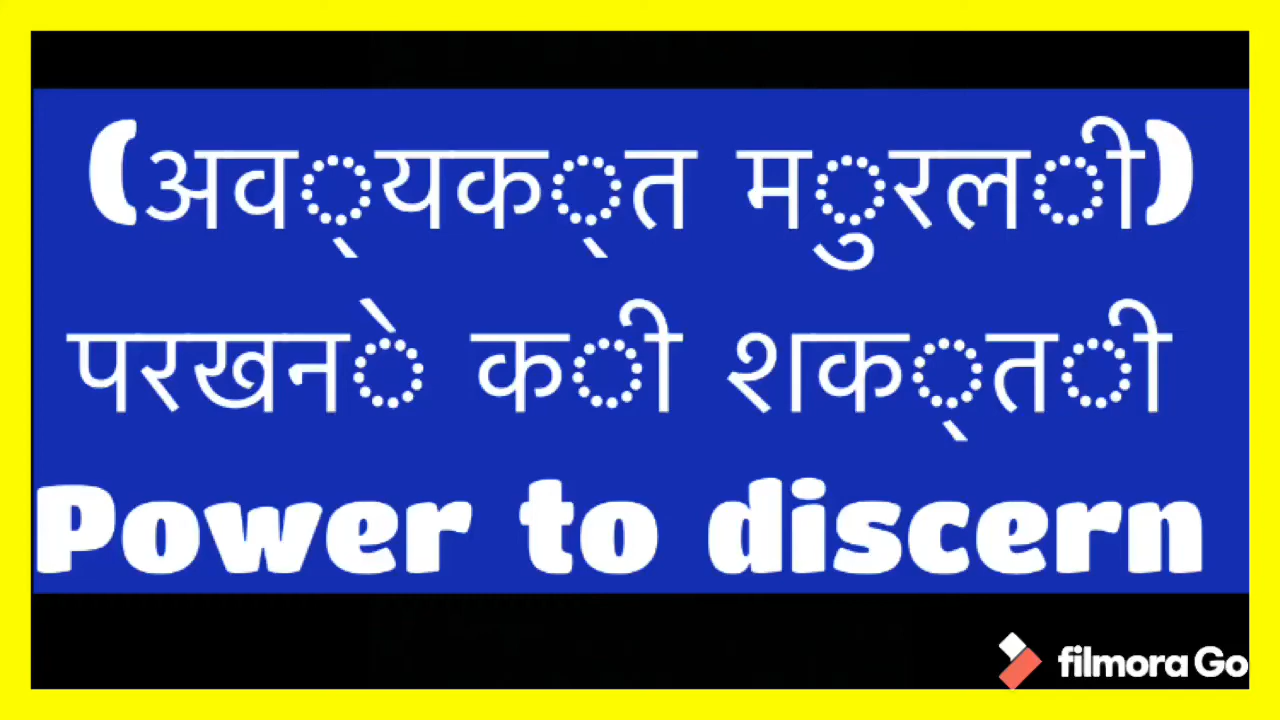 (अव्यक्त मुरली)
परखने की शक्ती
Power to discern
filmora Go